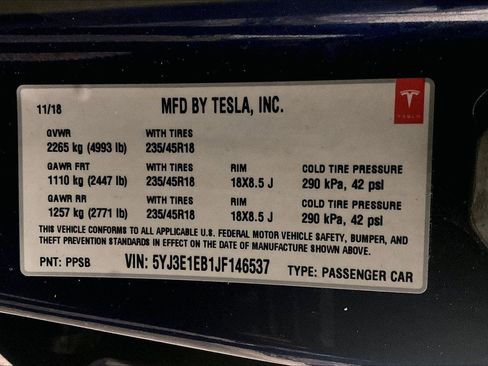 11/18 MFD BY TESLA, INC.
TESLA
GVWR WITH TIRES
2265 kg (4993 lb) 235/45R18
GAWR FRT WITH TIRES RIM COLD TIRE PRESSURE
1110 kg (2447 lb) 235/45R18 18X8.5 J 290 kPa, 42 psi
GAWR RR WITH TIRES RIM COLD TIRE PRESSURE
1257 kg (2771 lb) 235/45R18 18X8.5 J 290 kPa, 42 psi
THIS VEHICLE CONFORMS TO ALL APPLICABLE U.S. FEDERAL MOTOR VEHICLE SAFETY, BUMPER, AND
THEFT PREVENTION STANDARDS IN EFFECT ON THE DATE OF MANUFACTURE SHOWN ABOVE.
PNT: PPSB VIN: 5YJ3E1EB1JF146537 TYPE: PASSENGER CAR